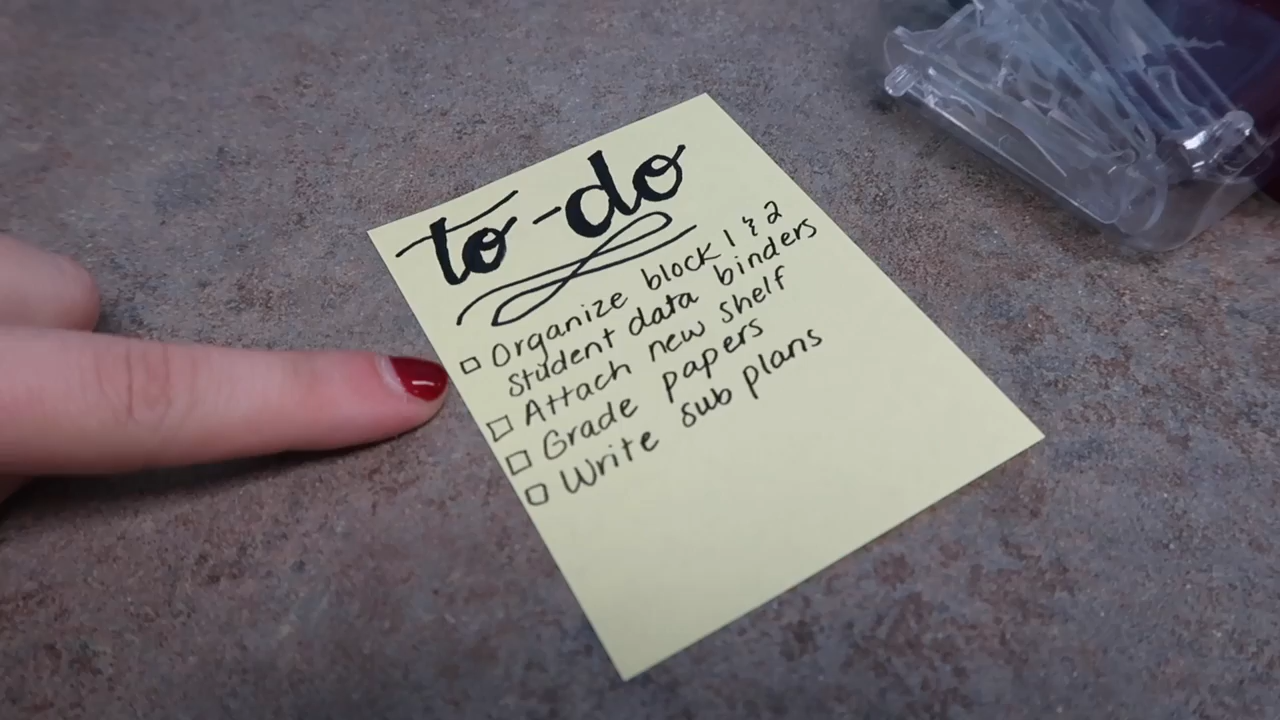 to-do
Organize block 1 & 2
student data binders
Attach new shelf
Grade papers
Write sub plans